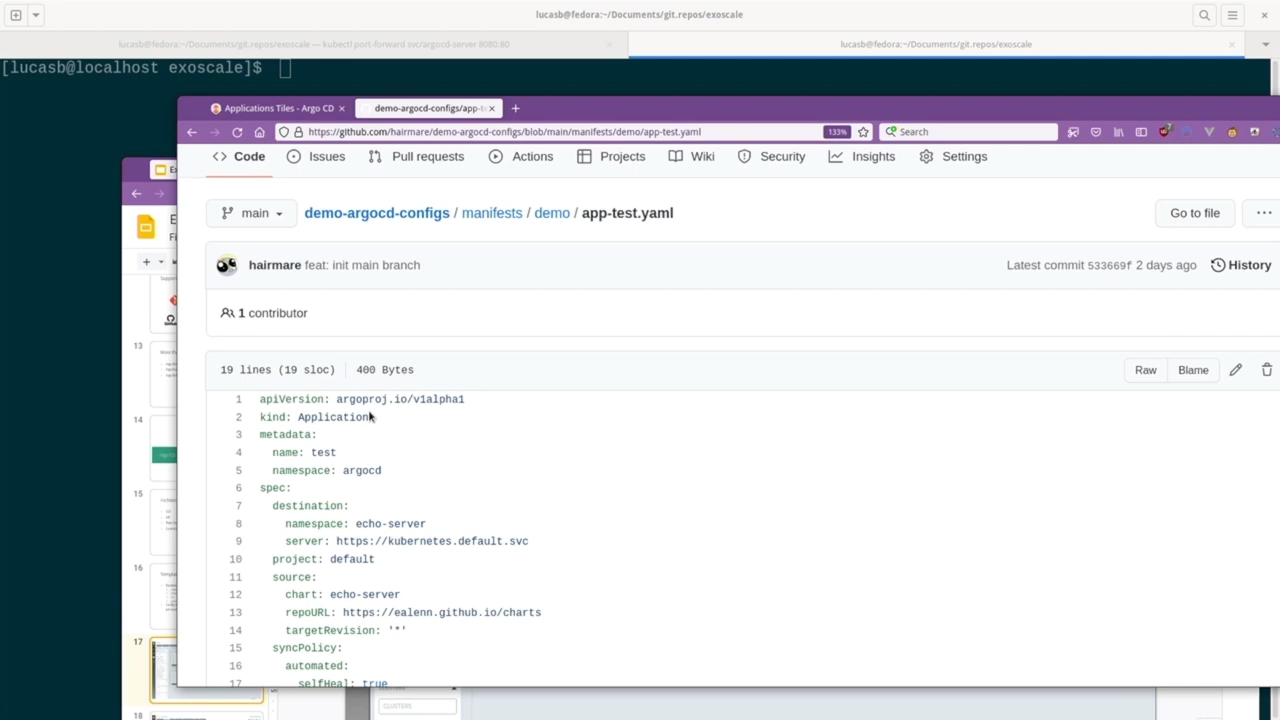 lucasb@fedora:~/Documents/git.repos/exoscale
lucasb@fedora:~/Documents/git.repos/exoscale — kubectl port-forward svc/argocd-server 8080:80
lucasb@fedora:~/Documents/git.repos/exoscale
[lucasb@localhost exoscale]$
Applications Tiles - Argo CD
demo-argocd-configs/app-te
https://github.com/hairmare/demo-argocd-configs/blob/main/manifests/demo/app-test.yaml
133%
Search
Code
Issues
Pull requests
Actions
Projects
Wiki
Security
Insights
Settings
main
demo-argocd-configs / manifests / demo / app-test.yaml
Go to file
hairmare feat: init main branch
Latest commit 533669f 2 days ago
History
1 contributor
19 lines (19 sloc)
400 Bytes
Raw
Blame
1 apiVersion: argoproj.io/v1alpha1
2 kind: Application
3 metadata:
4 name: test
5 namespace: argocd
6 spec:
7 destination:
8 namespace: echo-server
9 server: https://kubernetes.default.svc
10 project: default
11 source:
12 chart: echo-server
13 repoURL: https://ealenn.github.io/charts
14 targetRevision: '*'
15 syncPolicy:
16 automated:
17 selfHeal: true
13
14
15
16
17
18
CLUSTERS